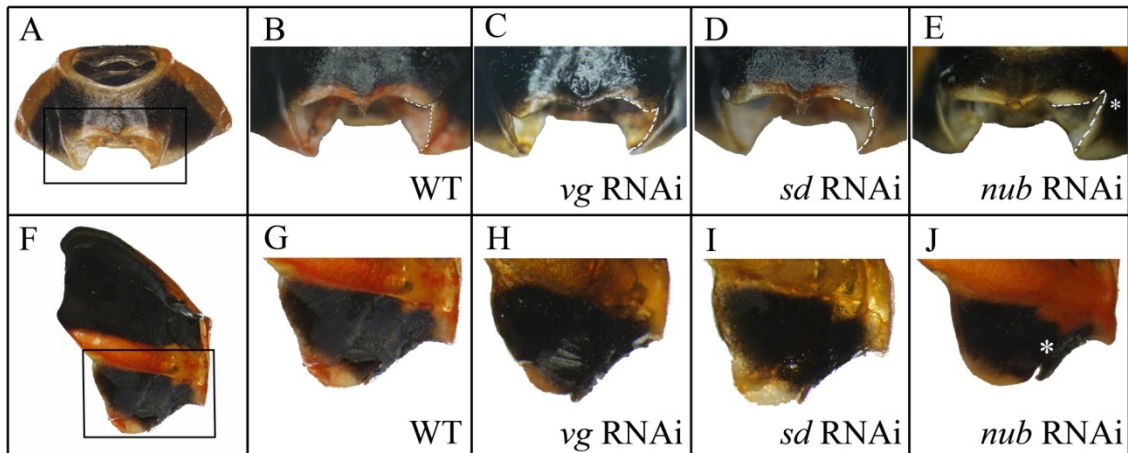 A
B
WT
C
vg RNAi
D
sd RNAi
E
*
nub RNAi
F
G
WT
H
vg RNAi
I
sd RNAi
J
*
nub RNAi